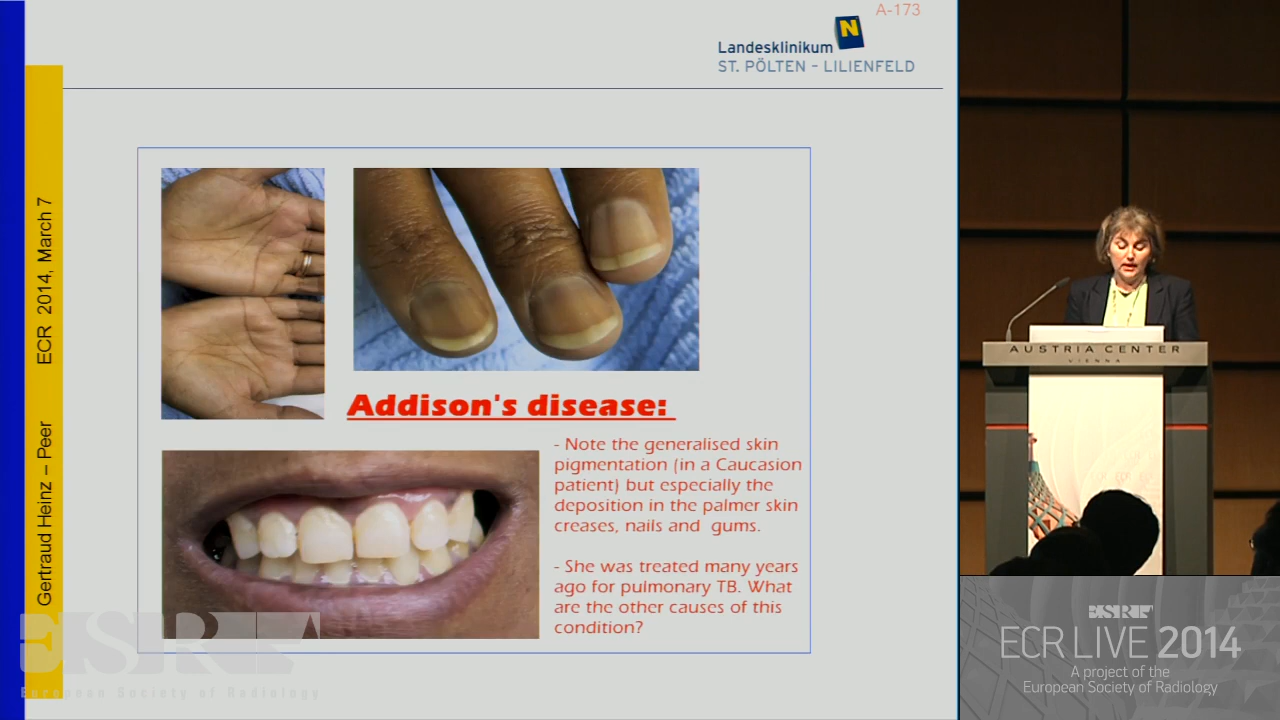 A-173
N
Landesklinikum
ST. PÖLTEN – LILIENFELD
Gertraud Heinz – Peer ECR 2014, March 7
Addison's disease:
- Note the generalised skin
pigmentation (in a Caucasion
patient) but especially the
deposition in the palmer skin
creases, nails and gums.
- She was treated many years
ago for pulmonary TB. What
are the other causes of this
condition?
ESR
European Society of Radiology
AUSTRIA CENTER
VIENNA
ESR
ECR LIVE 2014
A project of the
European Society of Radiology